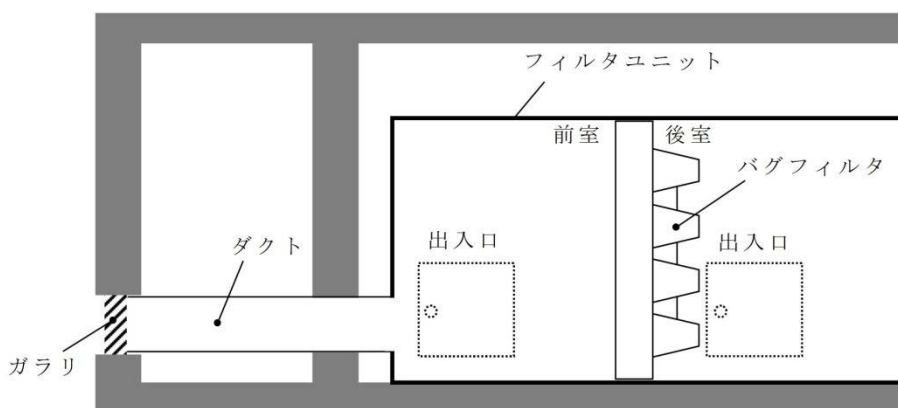 フィルタユニット
前室
後室
バグフィルタ
ダクト
出入口
出入口
ガラリ